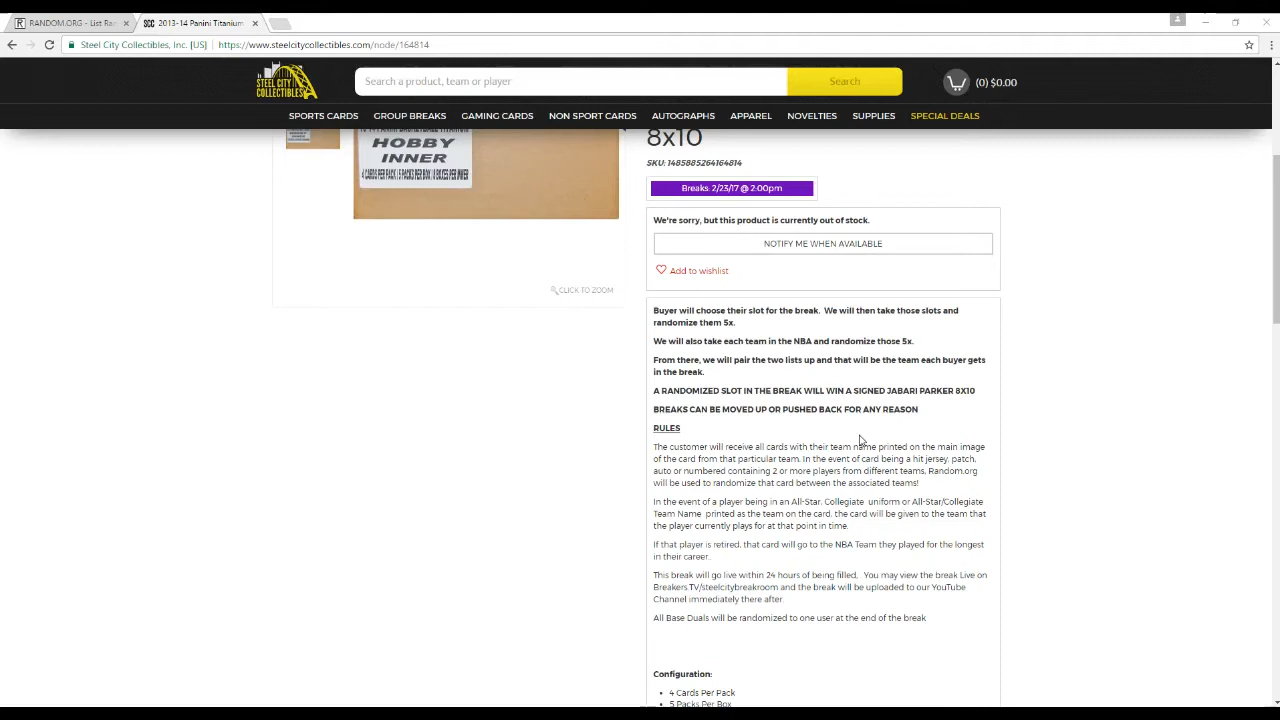 RANDOM.ORG - List Ra
2013-14 Panini Titanium
Steel City Collectibles, Inc. [US]
https://www.steelcitycollectibles.com/node/164814
STEEL CITY
COLLECTIBLES
Search a product, team or player
Search
(0) $0.00
SPORTS CARDS
GROUP BREAKS
GAMING CARDS
NON SPORT CARDS
AUTOGRAPHS
APPAREL
NOVELTIES
SUPPLIES
SPECIAL DEALS
HOBBY
INNER
4 CARDS PER PACK
CLICK TO ZOOM
8x10
SKU: 1485885264164814
Breaks: 2/23/17 @ 2:00pm
We're sorry, but this product is currently out of stock.
NOTIFY ME WHEN AVAILABLE
Add to wishlist
Buyer will choose their slot for the break. We will then take those slots and
randomize them 5x.
We will also take each team in the NBA and randomize those 5x.
From there, we will pair the two lists up and that will be the team each buyer gets
in the break.
A RANDOMIZED SLOT IN THE BREAK WILL WIN A SIGNED JABARI PARKER 8X10
BREAKS CAN BE MOVED UP OR PUSHED BACK FOR ANY REASON
RULES
The customer will receive all cards with their team name printed on the main image
of the card from that particular team. In the event of card being a hit jersey, patch,
auto or numbered containing 2 or more players from different teams, Random.org
will be used to randomize that card between the associated teams!
In the event of a player being in an All-Star, Collegiate uniform or All-Star/Collegiate
Team Name printed as the team on the card, the card will be given to the team that
the player currently plays for at that point in time.
If that player is retired, that card will go to the NBA Team they played for the longest
in their career.
This break will go live within 24 hours of being filled, You may view the break Live on
Breakers.TV/steelcitybreakroom and the break will be uploaded to our YouTube
Channel immediately there after.
All Base Duals will be randomized to one user at the end of the break
Configuration:
4 Cards Per Pack
5 Packs Per Box